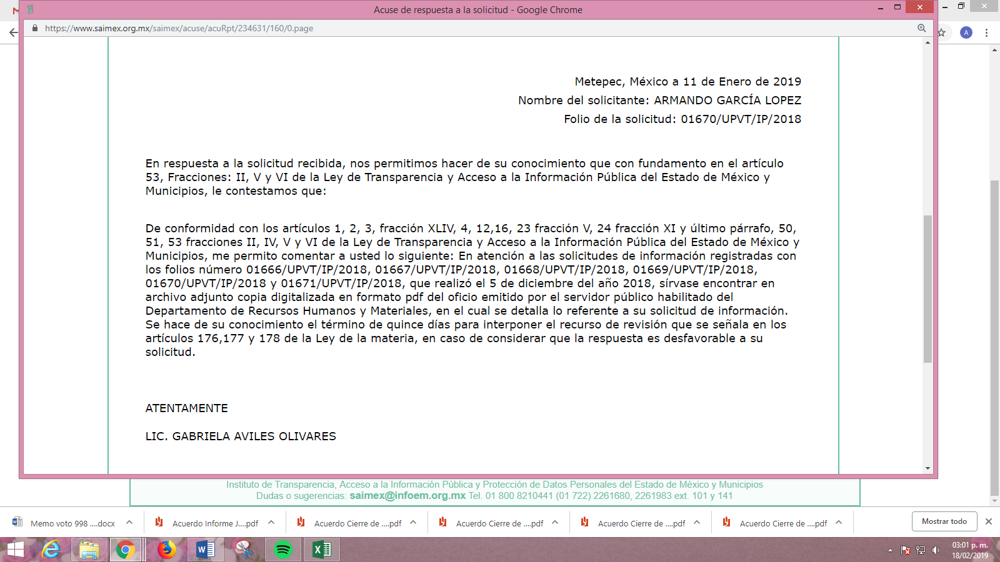 Acuse de respuesta a la solicitud - Google Chrome
https://www.saimex.org.mx/saimex/acuse/acuRpt/234631/160/0.page
A
Metepec, México a 11 de Enero de 2019
Nombre del solicitante: ARMANDO GARCÍA LOPEZ
Folio de la solicitud: 01670/UPVT/IP/2018
En respuesta a la solicitud recibida, nos permitimos hacer de su conocimiento que con fundamento en el artículo
53, Fracciones: II, V y VI de la Ley de Transparencia y Acceso a la Información Pública del Estado de México y
Municipios, le contestamos que:
De conformidad con los artículos 1, 2, 3, fracción XLIV, 4, 12,16, 23 fracción V, 24 fracción XI y último párrafo, 50,
51, 53 fracciones II, IV, V y VI de la Ley de Transparencia y Acceso a la Información Pública del Estado de México y
Municipios, me permito comentar a usted lo siguiente: En atención a las solicitudes de información registradas con
los folios número 01666/UPVT/IP/2018, 01667/UPVT/IP/2018, 01668/UPVT/IP/2018, 01669/UPVT/IP/2018,
01670/UPVT/IP/2018 y 01671/UPVT/IP/2018, que realizó el 5 de diciembre del año 2018, sírvase encontrar en
archivo adjunto copia digitalizada en formato pdf del oficio emitido por el servidor público habilitado del
Departamento de Recursos Humanos y Materiales, en el cual se detalla lo referente a su solicitud de información.
Se hace de su conocimiento el término de quince días para interponer el recurso de revisión que se señala en los
artículos 176,177 y 178 de la Ley de la materia, en caso de considerar que la respuesta es desfavorable a su
solicitud.
ATENTAMENTE
LIC. GABRIELA AVILES OLIVARES
Instituto de Transparencia, Acceso a la Información Pública y Protección de Datos Personales del Estado de México y Municipios
Dudas o sugerencias: saimex@infoem.org.mx Tel. 01 800 8210441 (01 722) 2261680, 2261983 ext. 101 y 141
Memo voto 998 ....docx
Acuerdo Informe J....pdf
Acuerdo Cierre de ....pdf
Acuerdo Cierre de ....pdf
Acuerdo Cierre de ....pdf
Acuerdo Cierre de ....pdf
Mostrar todo
03:01 p. m.
18/02/2019